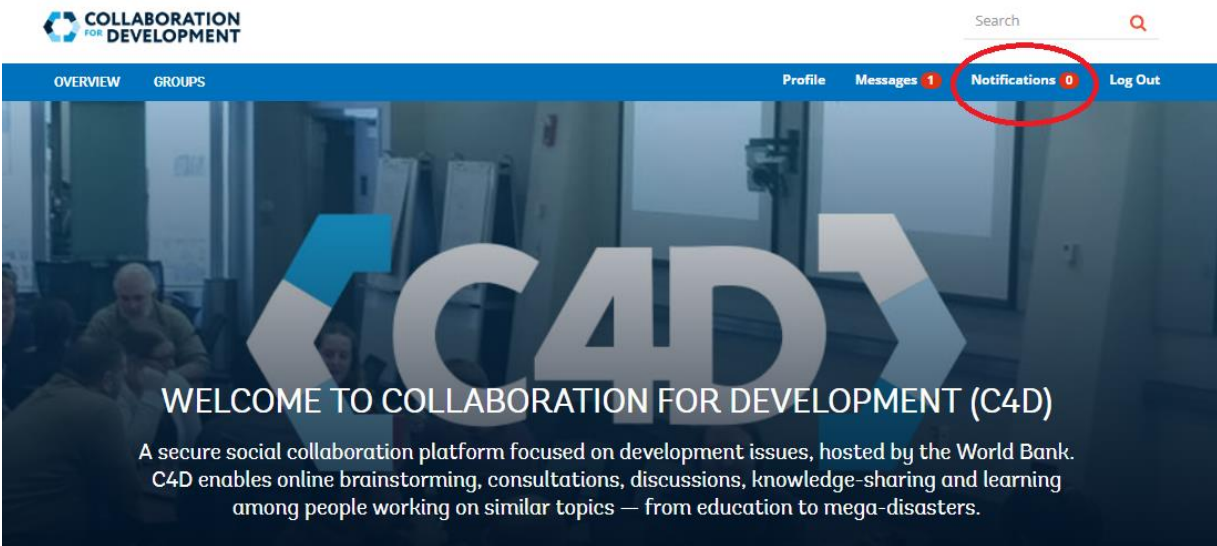 COLLABORATION
FOR DEVELOPMENT
Search
OVERVIEW GROUPS Profile Messages 1 Notifications 0 Log Out
C4D
WELCOME TO COLLABORATION FOR DEVELOPMENT (C4D)
A secure social collaboration platform focused on development issues, hosted by the World Bank.
C4D enables online brainstorming, consultations, discussions, knowledge-sharing and learning
among people working on similar topics — from education to mega-disasters.